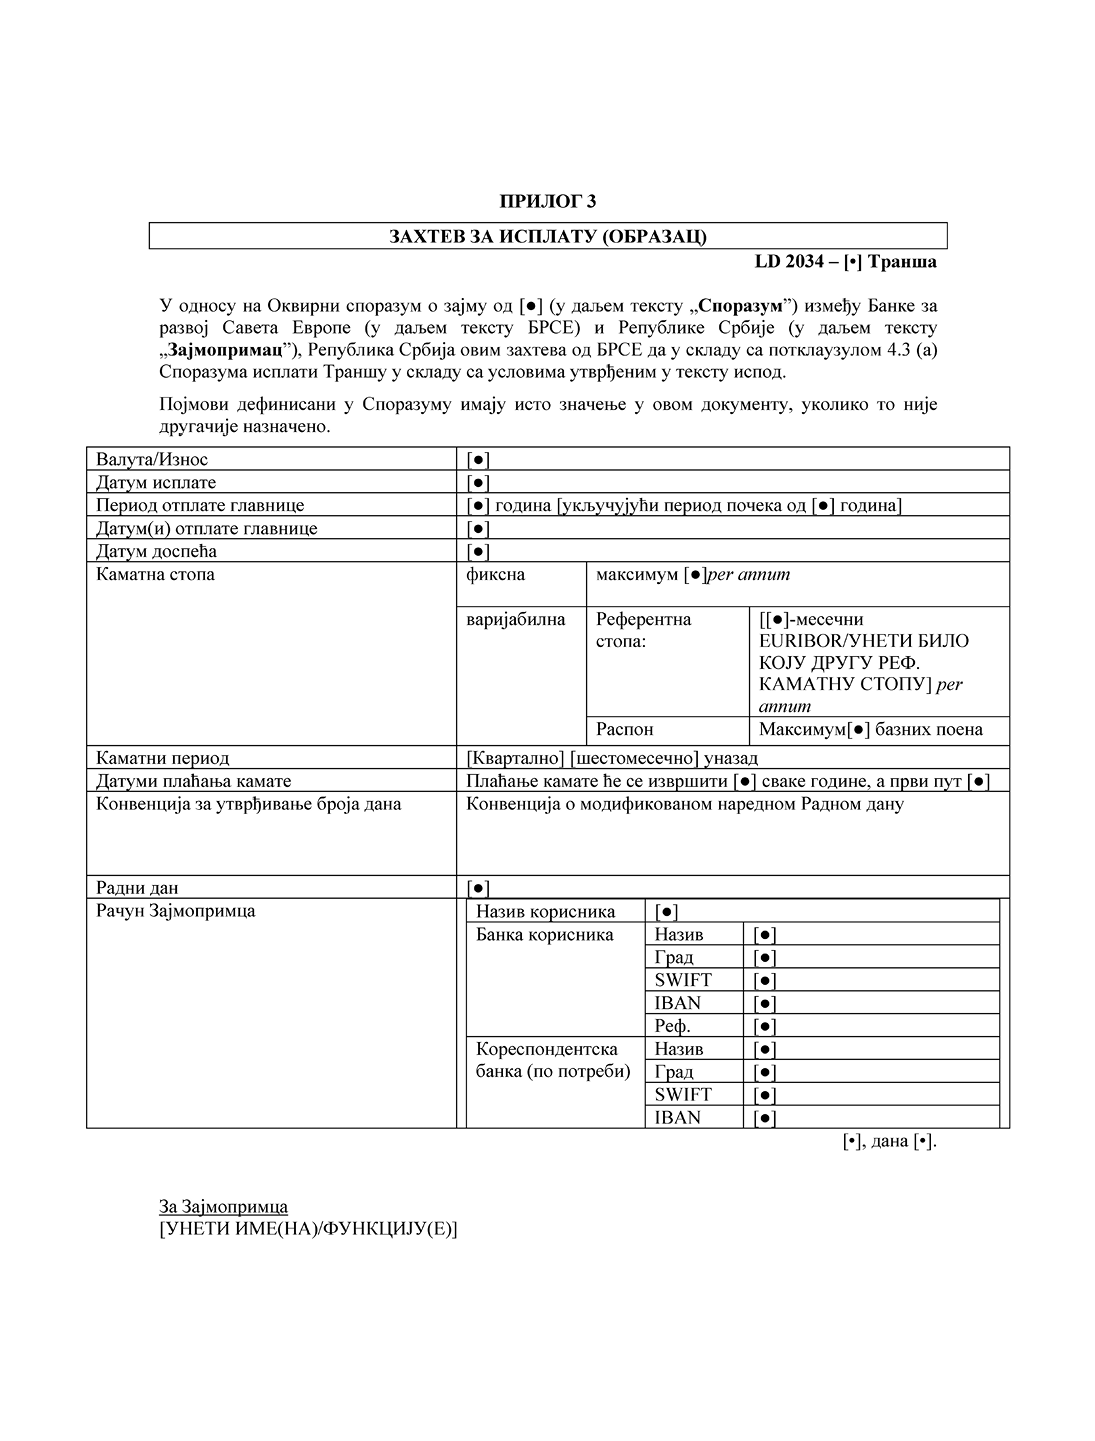 ПРИЛОГ 3
ЗАХТЕВ ЗА ИСПЛАТУ (ОБРАЗАЦ)
LD 2034 – [•] Транша
У односу на Оквирни споразум о зајму од [●] (у даљем тексту „Споразум”) између Банке за
развој Савета Европе (у даљем тексту БРСЕ) и Републике Србије (у даљем тексту
„Зајмопримац”), Република Србија овим захтева од БРСЕ да у складу са потклаузулом 4.3 (а)
Споразума исплати Траншу у складу са условима утврђеним у тексту испод.
Појмови дефинисани у Споразуму имају исто значење у овом документу, уколико то није
другачије назначено.
Валута/Износ [●]
Датум исплате [●]
Период отплате главнице [●] година [укључујући период почека од [●] година]
Датум(и) отплате главнице [●]
Датум доспећа [●]
Каматна стопа фиксна максимум [●]per annum
варијабилна Референтна [[●]-месечни
стопа: EURIBOR/УНЕТИ БИЛО
КОЈУ ДРУГУ РЕФ.
КАМАТНУ СТОПУ] per
annum
Распон Максимум[●] базних поена
Каматни период [Квартално] [шестомесечно] уназад
Датуми плаћања камате Плаћање камате ће се извршити [●] сваке године, а први пут [●]
Конвенција за утврђивање броја дана Конвенција о модификованом наредном Радном дану
Радни дан [●]
Рачун Зајмопримца Назив корисника [●]
Банка корисника Назив [●]
Град [●]
SWIFT [●]
IBAN [●]
Реф. [●]
Кореспондентска Назив [●]
банка (по потреби) Град [●]
SWIFT [●]
IBAN [●]
[•], дана [•].
За Зајмопримца
[УНЕТИ ИМЕ(НА)/ФУНКЦИЈУ(Е)]